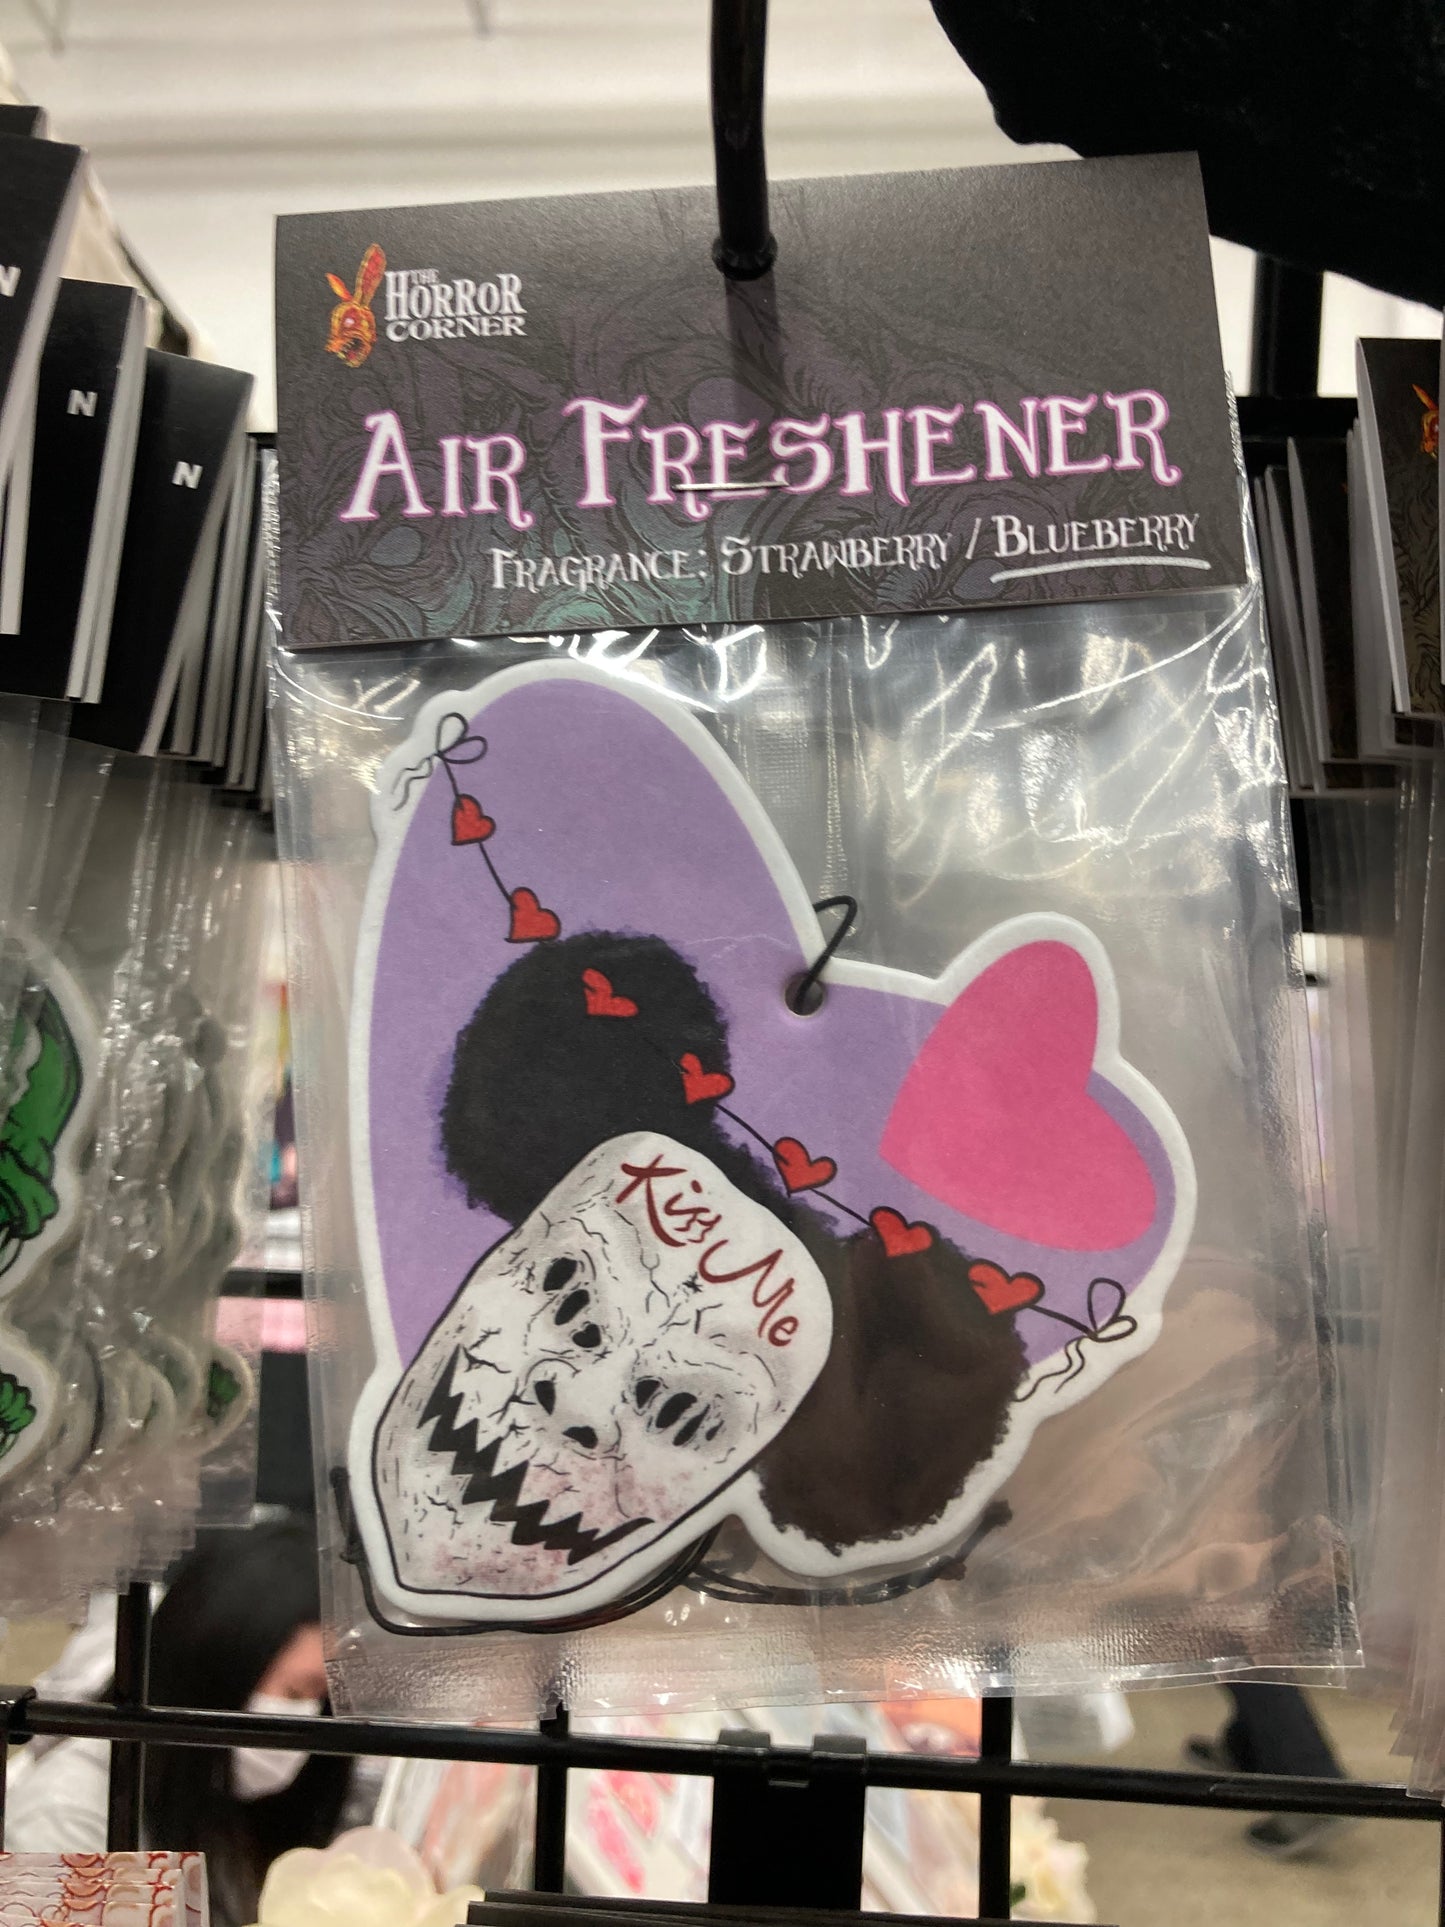 THE
HORROR
CORNER
AIR FRESHENER
FRAGRANCE: STRAWBERRY / BLUEBERRY
Kiss Me
N
N
N